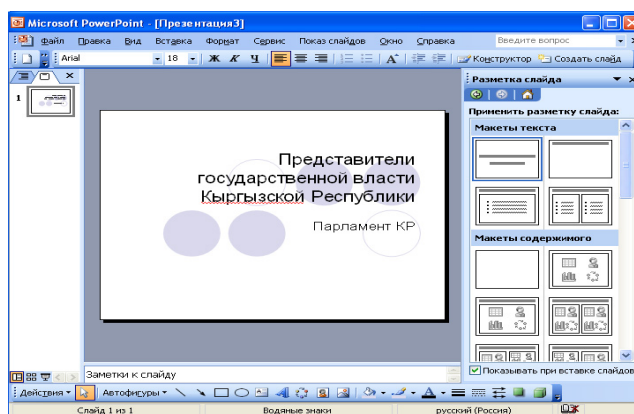 Microsoft PowerPoint - [Презентация3]
Файл Правка Вид Вставка Формат Сервис Показ слайдов Окно Справка Введите вопрос
Arial 18 Ж К Ч Конструктор Создать слайд
Разметка слайда
Применить разметку слайда:
Макеты текста
1
Представители
государственной власти
Кыргызской Республики
Парламент КР
Макеты содержимого
Заметки к слайду
Показывать при вставке слайдов
Действия Автофигуры
Слайд 1 из 1 Водяные знаки русский (Россия)